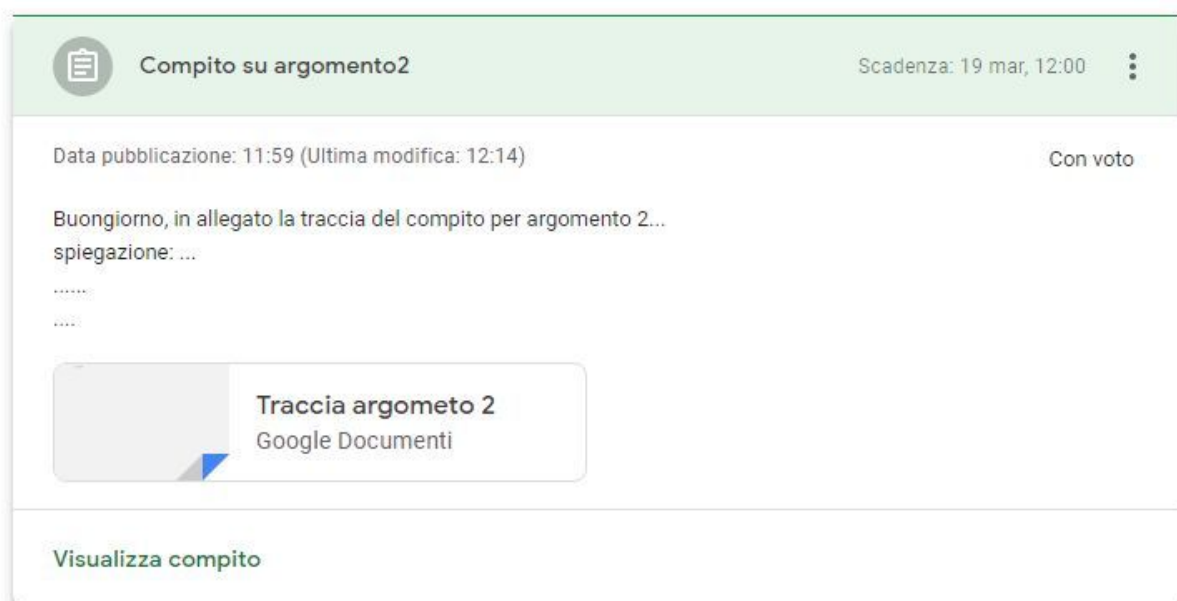 Compito su argomento2
Scadenza: 19 mar, 12:00
Data pubblicazione: 11:59 (Ultima modifica: 12:14)
Con voto
Buongiorno, in allegato la traccia del compito per argomento 2...
spiegazione: ...
......
....
Traccia argometo 2
Google Documenti
Visualizza compito